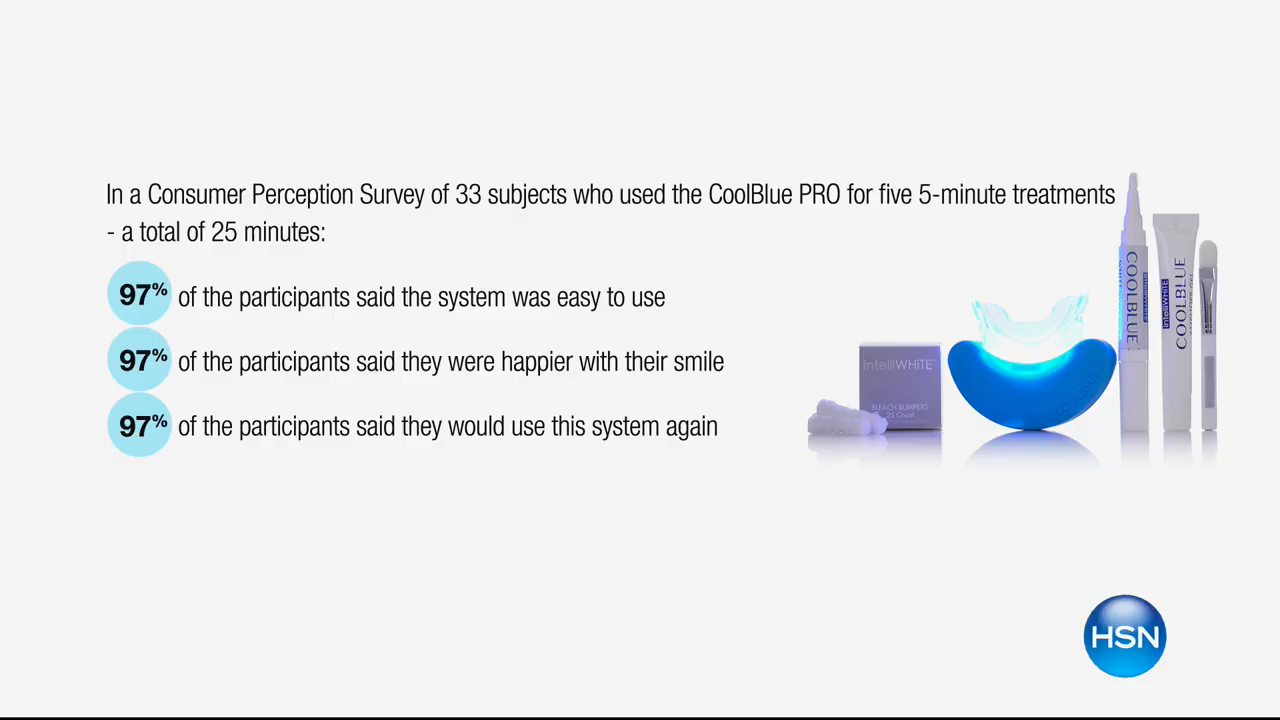 In a Consumer Perception Survey of 33 subjects who used the CoolBlue PRO for five 5-minute treatments
- a total of 25 minutes:
97% of the participants said the system was easy to use
97% of the participants said they were happier with their smile
97% of the participants said they would use this system again
IntelliWHITE
BLEACH BUMPERS
25 Count
COOLBLUE
COOLBLUE
IntelliWHITE
COOLBLUE
HSN